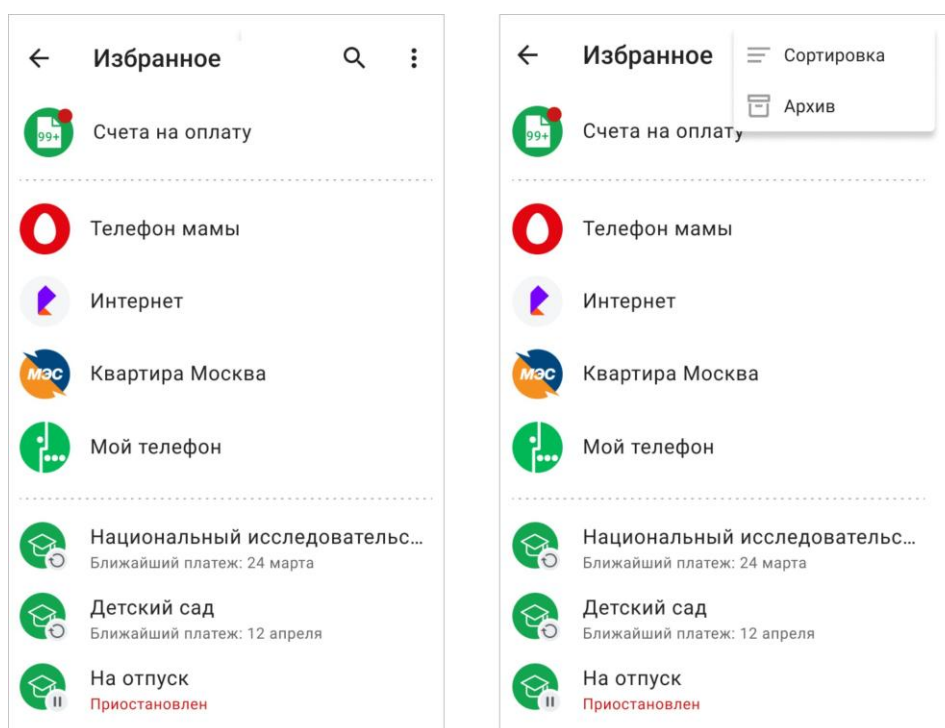 Избранное
99+
Счета на оплату
Телефон мамы
Интернет
МЭС
Квартира Москва
Мой телефон
Национальный исследовательс...
Ближайший платеж: 24 марта
Детский сад
Ближайший платеж: 12 апреля
На отпуск
Приостановлен
Избранное
Сортировка
Архив
99+
Счета на оплату
Телефон мамы
Интернет
МЭС
Квартира Москва
Мой телефон
Национальный исследовательс...
Ближайший платеж: 24 марта
Детский сад
Ближайший платеж: 12 апреля
На отпуск
Приостановлен